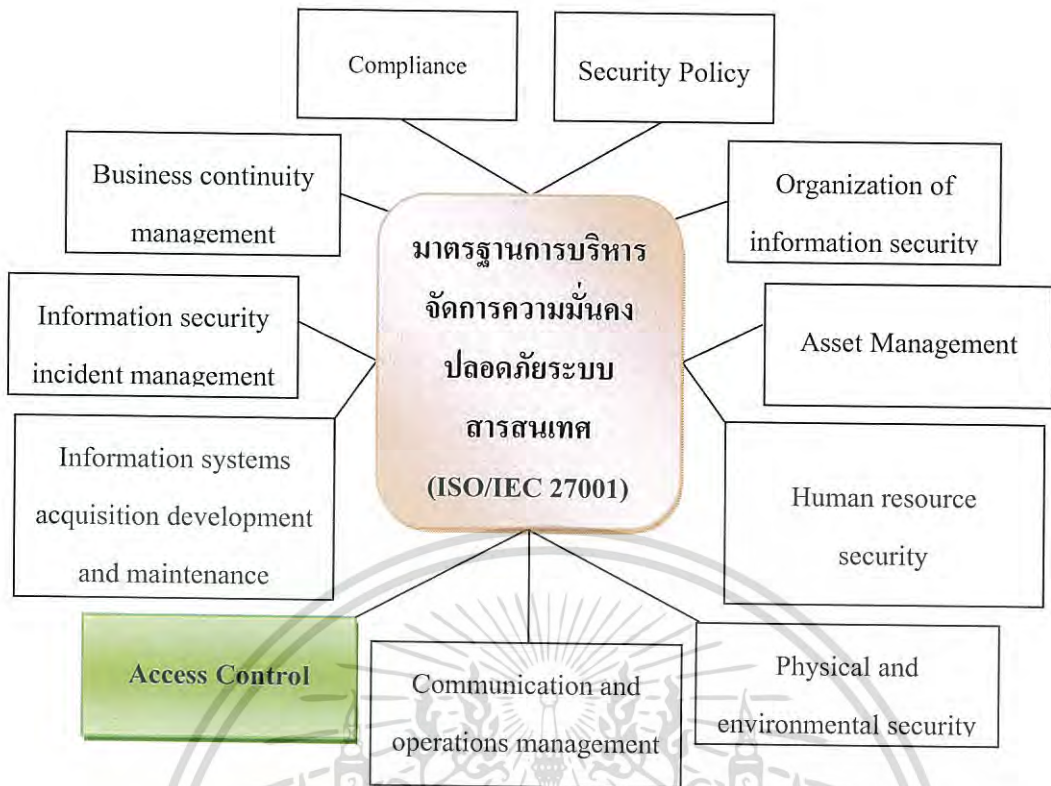 Compliance
Security Policy
Business continuity
management
Organization of
information security
มาตรฐานการบริหาร
จัดการความมั่นคง
ปลอดภัยระบบ
สารสนเทศ
(ISO/IEC 27001)
Information security
incident management
Asset Management
Information systems
acquisition development
and maintenance
Human resource
security
Access Control
Communication and
operations management
Physical and
environmental security